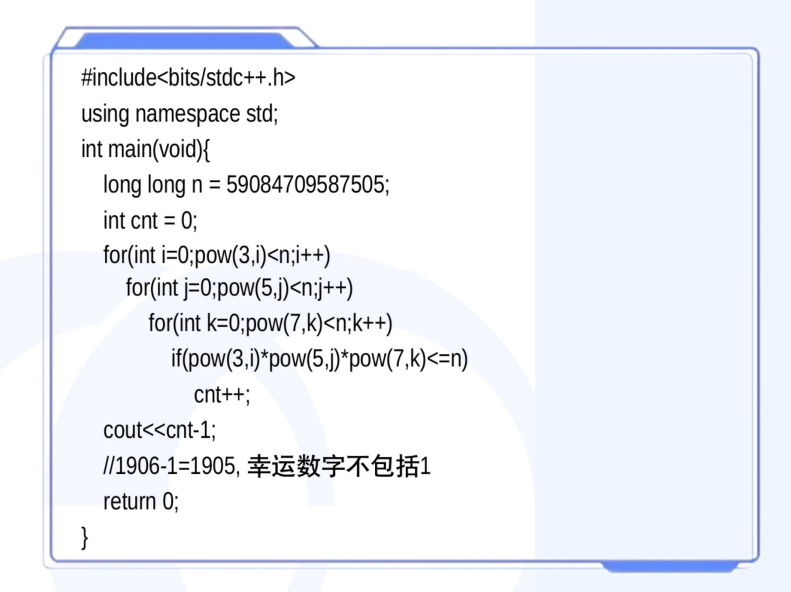 #include<bits/stdc++.h>
using namespace std;
int main(void){
long long n = 59084709587505;
int cnt = 0;
for(int i=0;pow(3,i)<n;i++)
for(int j=0;pow(5,j)<n;j++)
for(int k=0;pow(7,k)<n;k++)
if(pow(3,i)*pow(5,j)*pow(7,k)<=n)
cnt++;
cout<<cnt-1;
//1906-1=1905, 幸运数字不包括1
return 0;
}